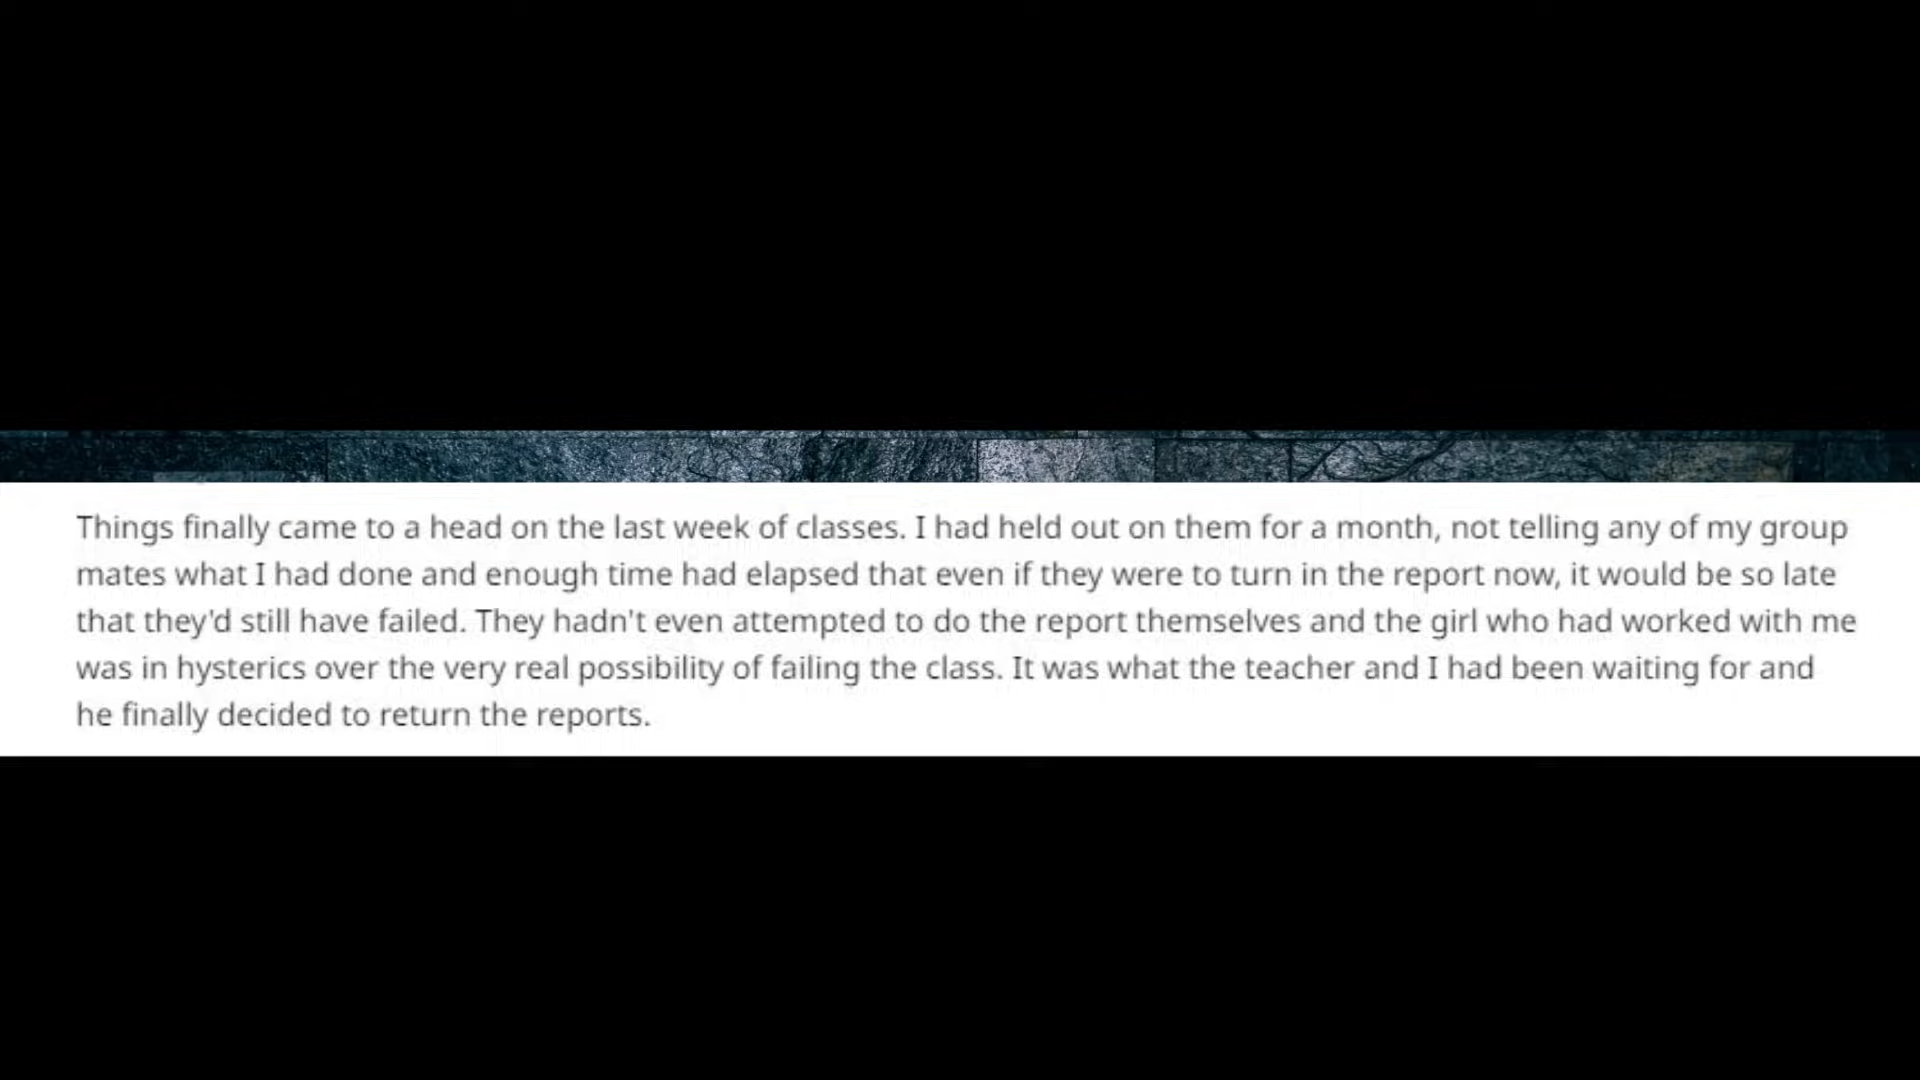 Things finally came to a head on the last week of classes. I had held out on them for a month, not telling any of my group
mates what I had done and enough time had elapsed that even if they were to turn in the report now, it would be so late
that they'd still have failed. They hadn't even attempted to do the report themselves and the girl who had worked with me
was in hysterics over the very real possibility of failing the class. It was what the teacher and I had been waiting for and
he finally decided to return the reports.